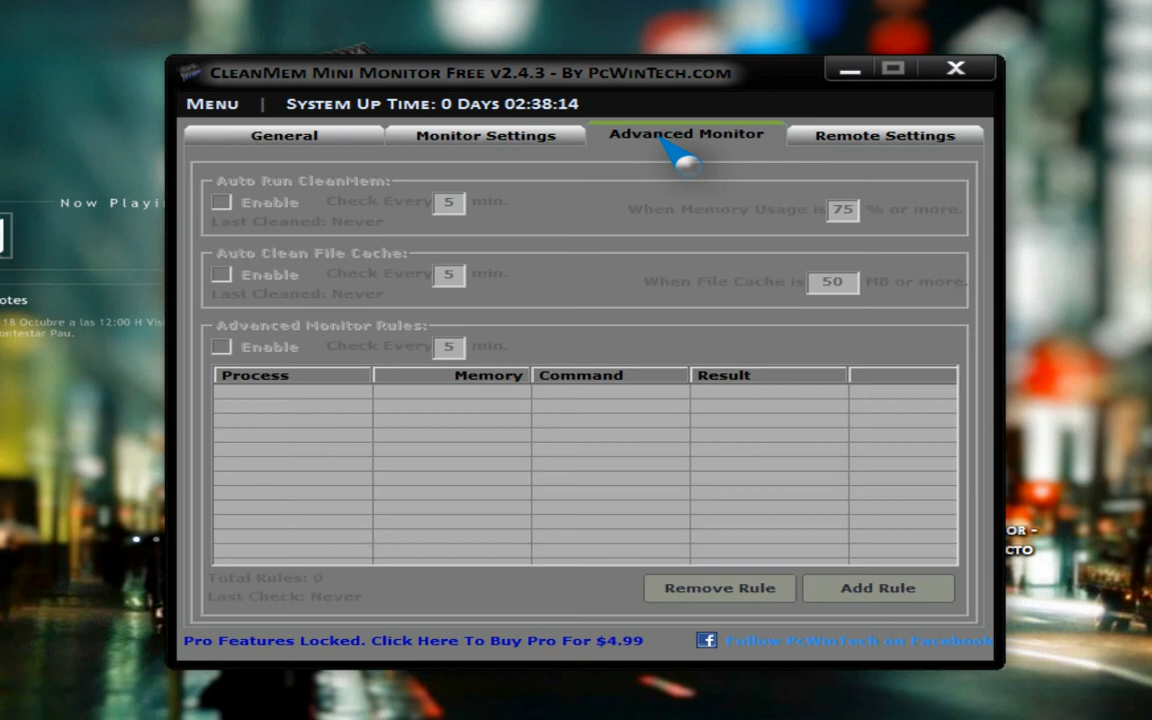 CleanMem Mini Monitor Free v2.4.3 - By PcWinTech.com
Menu | System Up Time: 0 Days 02:38:14
General
Monitor Settings
Advanced Monitor
Remote Settings
Now Playi
Auto Run CleanMem:
Enable Check Every 5 min.
When Memory Usage is 75 % or more.
Last Cleaned: Never
Auto Clean File Cache:
Enable Check Every 5 min.
When File Cache is 50 MB or more.
Last Cleaned: Never
otes
18 Octubre a las 12:00 H Vis
ontestar Pau.
Advanced Monitor Rules:
Enable Check Every 5 min.
Process Memory Command Result
OR -
CTO
Total Rules: 0
Last Check: Never
Remove Rule
Add Rule
Pro Features Locked. Click Here To Buy Pro For $4.99
f Follow PcWinTech on Facebook